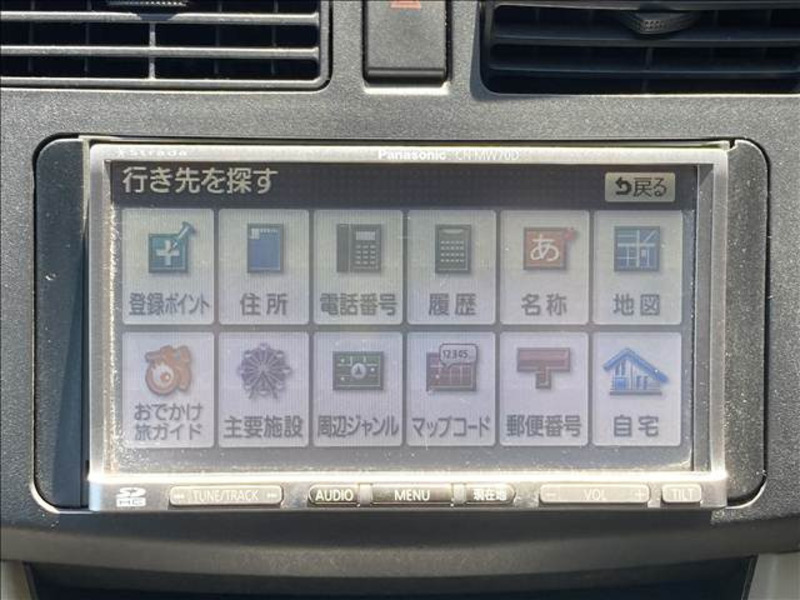 Strada
Panasonic CN-MW70D
行き先を探す
戻る
登録ポイント 住所 電話番号 履歴 名称 地図
あ
12345...
おでかけ 旅ガイド 主要施設 周辺ジャンル マップコード 郵便番号 自宅
SD
TUNE/TRACK AUDIO MENU 現在地 − VOL + TILT